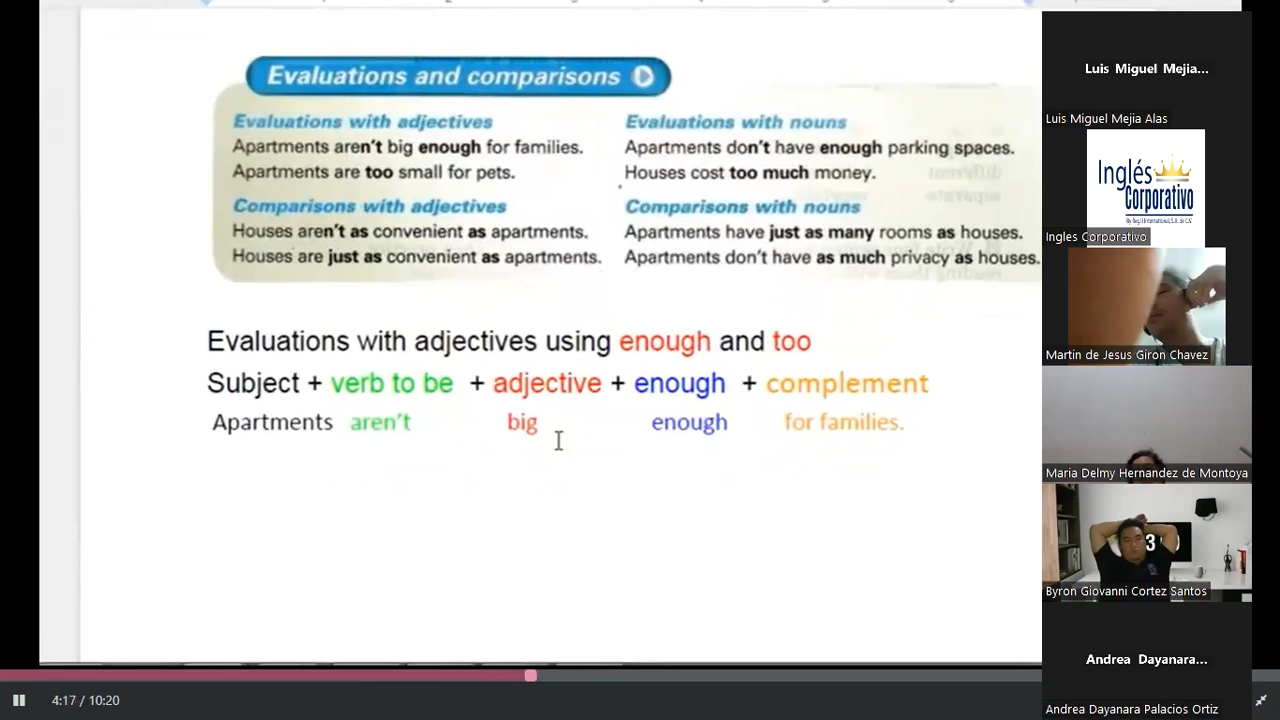 Evaluations and comparisons
Evaluations with adjectives
Apartments aren't big enough for families.
Apartments are too small for pets.
Comparisons with adjectives
Houses aren't as convenient as apartments.
Houses are just as convenient as apartments.
Evaluations with nouns
Apartments don't have enough parking spaces.
Houses cost too much money.
Comparisons with nouns
Apartments have just as many rooms as houses.
Apartments don't have as much privacy as houses.
Evaluations with adjectives using enough and too
Subject + verb to be + adjective + enough + complement
Apartments aren't big enough for families.
4:17 / 10:20
Luis Miguel Mejia...
Luis Miguel Mejia Alas
Inglés
Corporativo
Ingles Corporativo
Martin de Jesus Giron Chavez
Maria Delmy Hernandez de Montoya
Byron Giovanni Cortez Santos
Andrea Dayanara...
Andrea Dayanara Palacios Ortiz